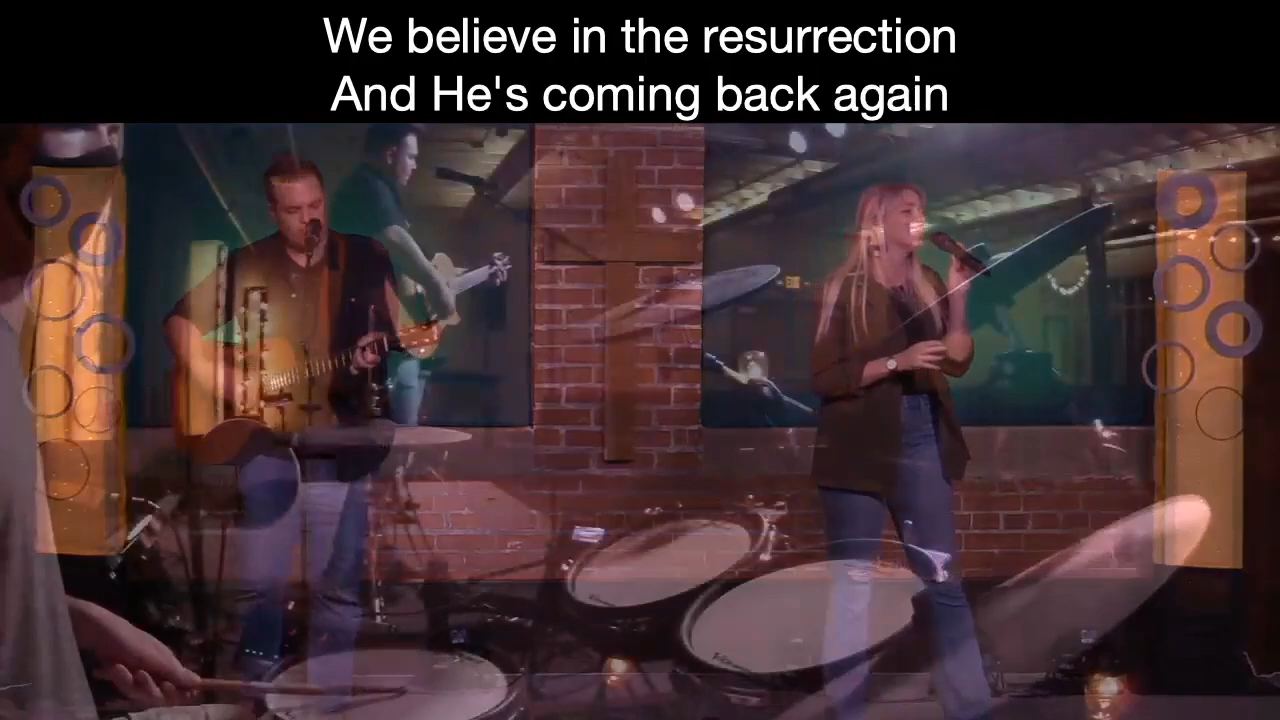 We believe in the resurrection
And He's coming back again